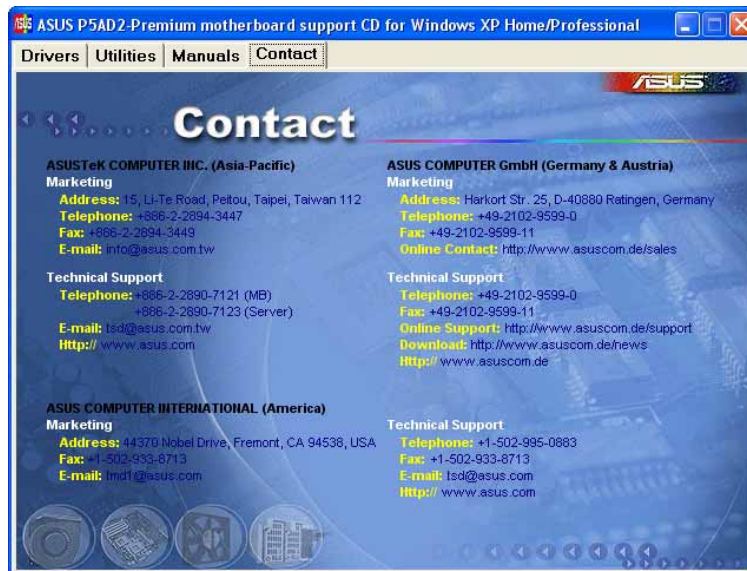 ASUS P5AD2-Premium motherboard support CD for Windows XP Home/Professional
Drivers Utilities Manuals Contact
ASUS
Contact
ASUSTeK COMPUTER INC. (Asia-Pacific)
Marketing
Address: 15, Li-Te Road, Peitou, Taipei, Taiwan 112
Telephone: +886-2-2894-3447
Fax: +886-2-2894-3449
E-mail: info@asus.com.tw
Technical Support
Telephone: +886-2-2890-7121 (MB)
+886-2-2890-7123 (Server)
E-mail: tsd@asus.com.tw
Http:// www.asus.com
ASUS COMPUTER GmbH (Germany & Austria)
Marketing
Address: Harkort Str. 25, D-40880 Ratingen, Germany
Telephone: +49-2102-9599-0
Fax: +49-2102-9599-11
Online Contact: http://www.asuscom.de/sales
Technical Support
Telephone: +49-2102-9599-0
Fax: +49-2102-9599-11
Online Support: http://www.asuscom.de/support
Download: http://www.asuscom.de/news
Http:// www.asuscom.de
ASUS COMPUTER INTERNATIONAL (America)
Marketing
Address: 44370 Nobel Drive, Fremont, CA 94538, USA
Fax: +1-502-933-8713
E-mail: tmd1@asus.com
Technical Support
Telephone: +1-502-995-0883
Fax: +1-502-933-8713
E-mail: tsd@asus.com
Http:// www.asus.com